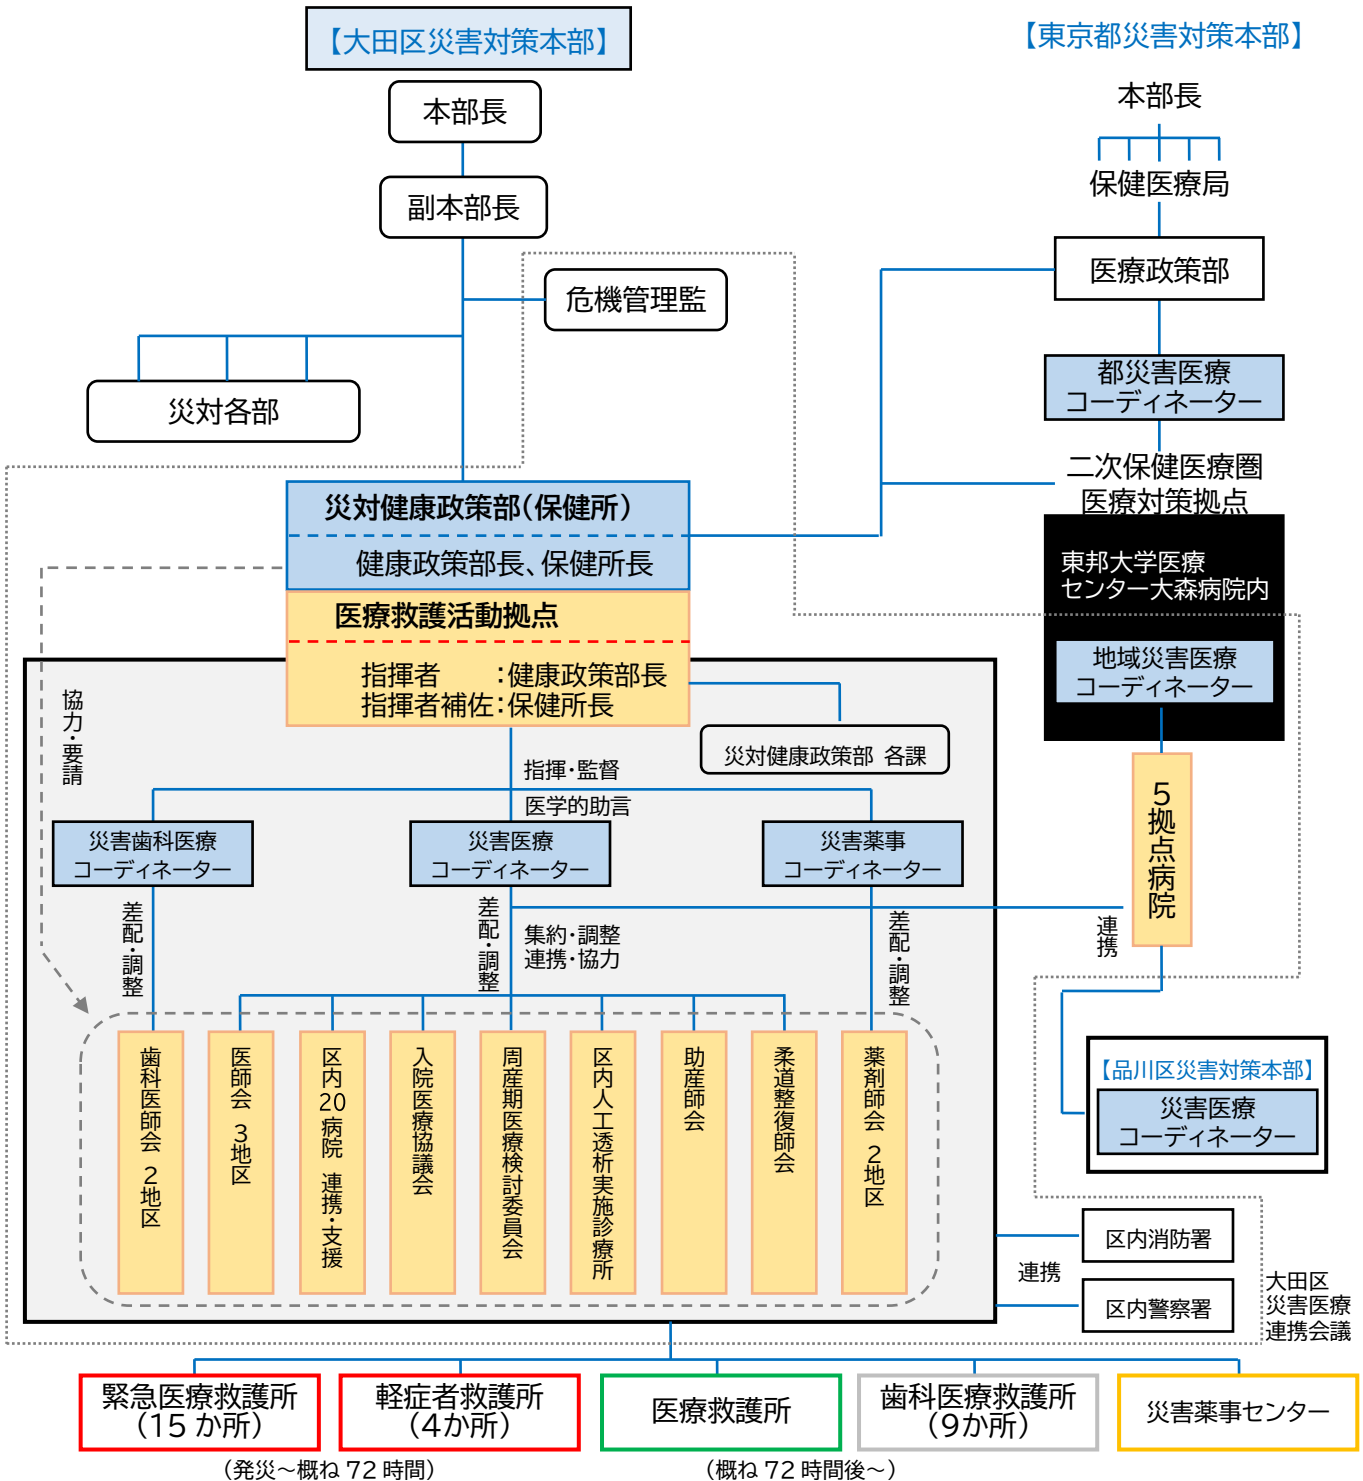 【大田区災害対策本部】
本部長
副本部長
危機管理監
災対各部
災対健康政策部（保健所）
健康政策部長、保健所長
医療救護活動拠点
指揮者　　：健康政策部長
指揮者補佐：保健所長
災対健康政策部 各課
協力・要請
指揮・監督
医学的助言
災害歯科医療
コーディネーター
災害医療
コーディネーター
災害薬事
コーディネーター
差配・調整
差配・調整
集約・調整
連携・協力
差配・調整
歯科医師会 2地区
医師会 3地区
区内20病院 連携・支援
入院医療協議会
周産期医療検討委員会
区内人工透析実施診療所
助産師会
柔道整復師会
薬剤師会 2地区
【東京都災害対策本部】
本部長
保健医療局
医療政策部
都災害医療
コーディネーター
二次保健医療圏
医療対策拠点
東邦大学医療
センター大森病院内
地域災害医療
コーディネーター
5拠点病院
連携
【品川区災害対策本部】
災害医療
コーディネーター
区内消防署
連携
区内警察署
大田区
災害医療
連携会議
緊急医療救護所
（15か所）
軽症者救護所
（4か所）
医療救護所
歯科医療救護所
（9か所）
災害薬事センター
（発災～概ね72時間）
（概ね72時間後～）